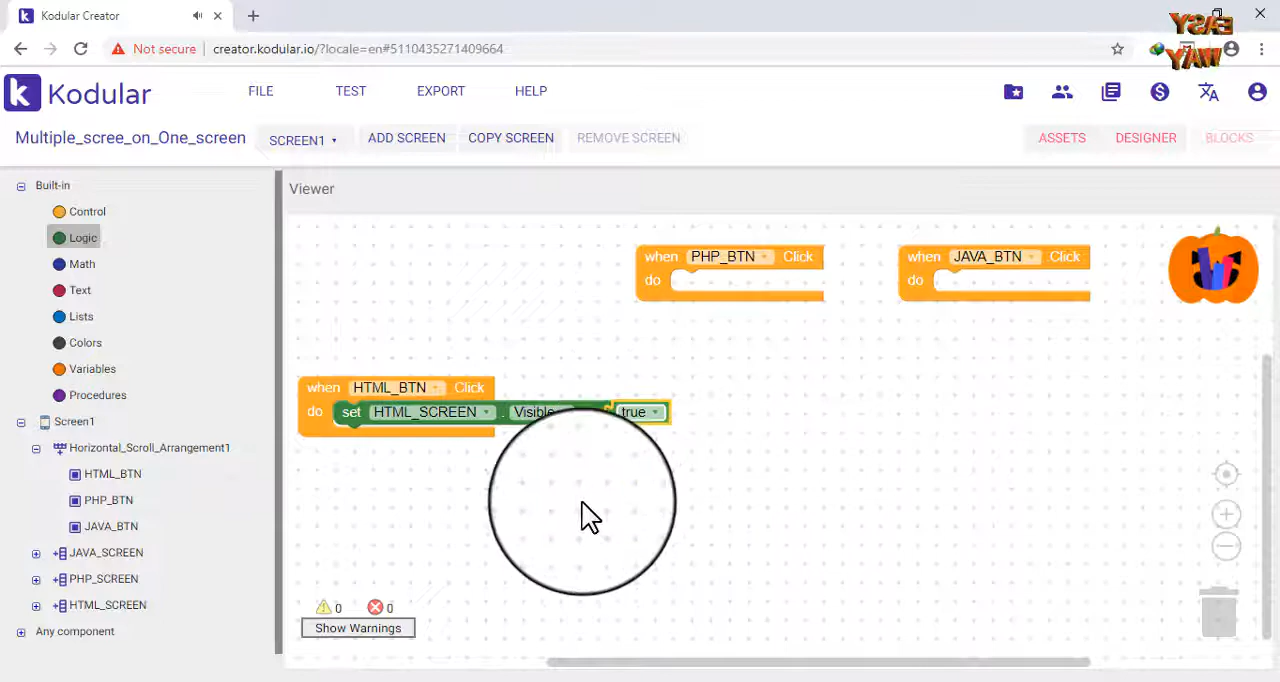 Kodular Creator
Not secure creator.kodular.io/?locale=en#5110435271409664
EASY
WAY
Kodular
FILE TEST EXPORT HELP
Multiple_scree_on_One_screen SCREEN1 ADD SCREEN COPY SCREEN REMOVE SCREEN ASSETS DESIGNER BLOCKS
Built-in
Control
Logic
Math
Text
Lists
Colors
Variables
Procedures
Screen1
Horizontal_Scroll_Arrangement1
HTML_BTN
PHP_BTN
JAVA_BTN
JAVA_SCREEN
PHP_SCREEN
HTML_SCREEN
Any component
Viewer
when PHP_BTN Click
do
when JAVA_BTN Click
do
when HTML_BTN Click
do set HTML_SCREEN . Visible true
0 0
Show Warnings